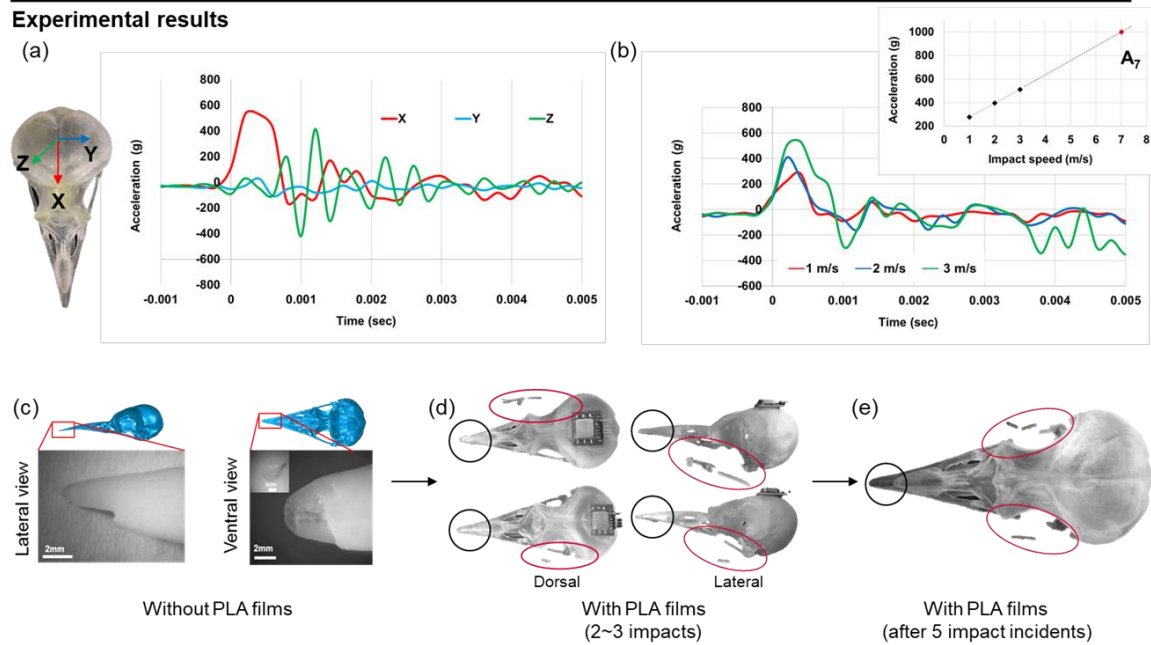 Experimental results
(a)
800
600
400
200
0
-200
-400
-600
-800
Acceleration (g)
X
Y
Z
-0.001
0
0.001
0.002
0.003
0.004
0.005
Time (sec)
Z
Y
X
(b)
1000
800
600
400
200
Acceleration (g)
A7
0
1
2
3
4
5
6
7
8
Impact speed (m/s)
800
600
400
200
0
-200
-400
-600
Acceleration (g)
1 m/s
2 m/s
3 m/s
-0.001
0
0.001
0.002
0.003
0.004
0.005
Time (sec)
(c)
Lateral view
2mm
Ventral view
2mm
Without PLA films
(d)
Dorsal
Lateral
With PLA films
(2~3 impacts)
(e)
With PLA films
(after 5 impact incidents)